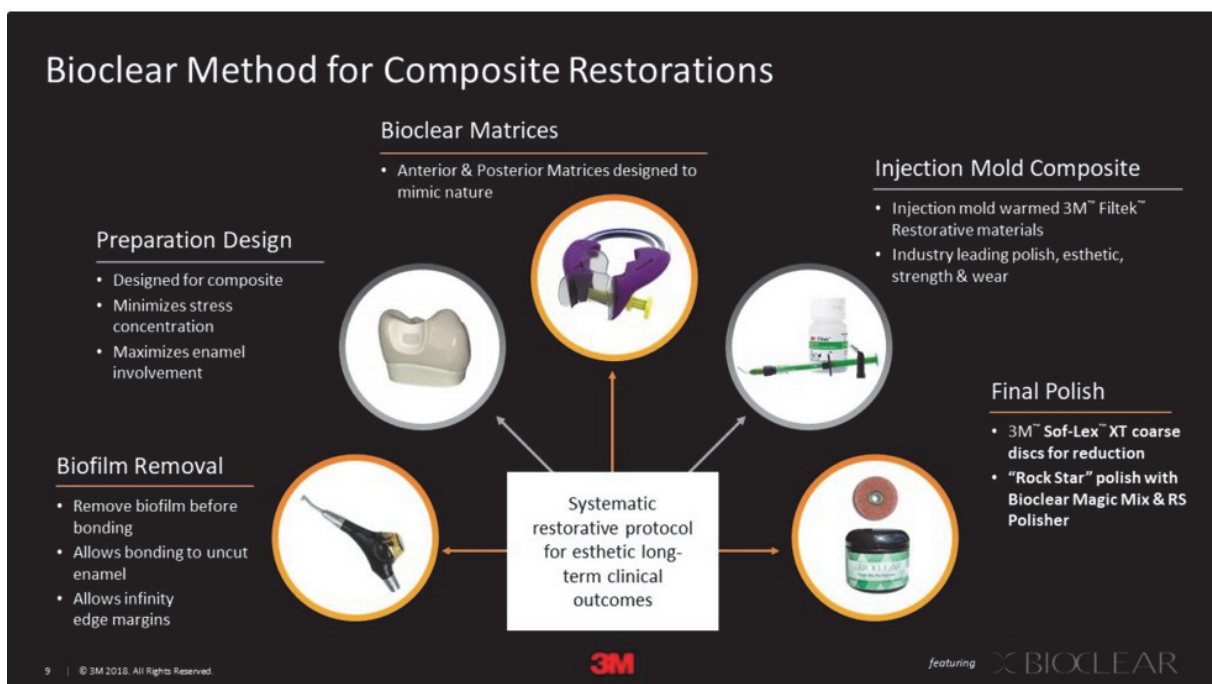 Bioclear Method for Composite Restorations
Bioclear Matrices
• Anterior & Posterior Matrices designed to
mimic nature
Injection Mold Composite
• Injection mold warmed 3M™ Filtek™
Restorative materials
• Industry leading polish, esthetic,
strength & wear
Preparation Design
• Designed for composite
• Minimizes stress
concentration
• Maximizes enamel
involvement
Final Polish
• 3M™ Sof-Lex™ XT coarse
discs for reduction
• “Rock Star” polish with
Bioclear Magic Mix & RS
Polisher
Biofilm Removal
• Remove biofilm before
bonding
• Allows bonding to uncut
enamel
• Allows infinity
edge margins
Systematic
restorative protocol
for esthetic long-
term clinical
outcomes
3M
Filtek
BIOCLEAR
9 | © 3M 2018. All Rights Reserved.
3M
featuring BIOCLEAR